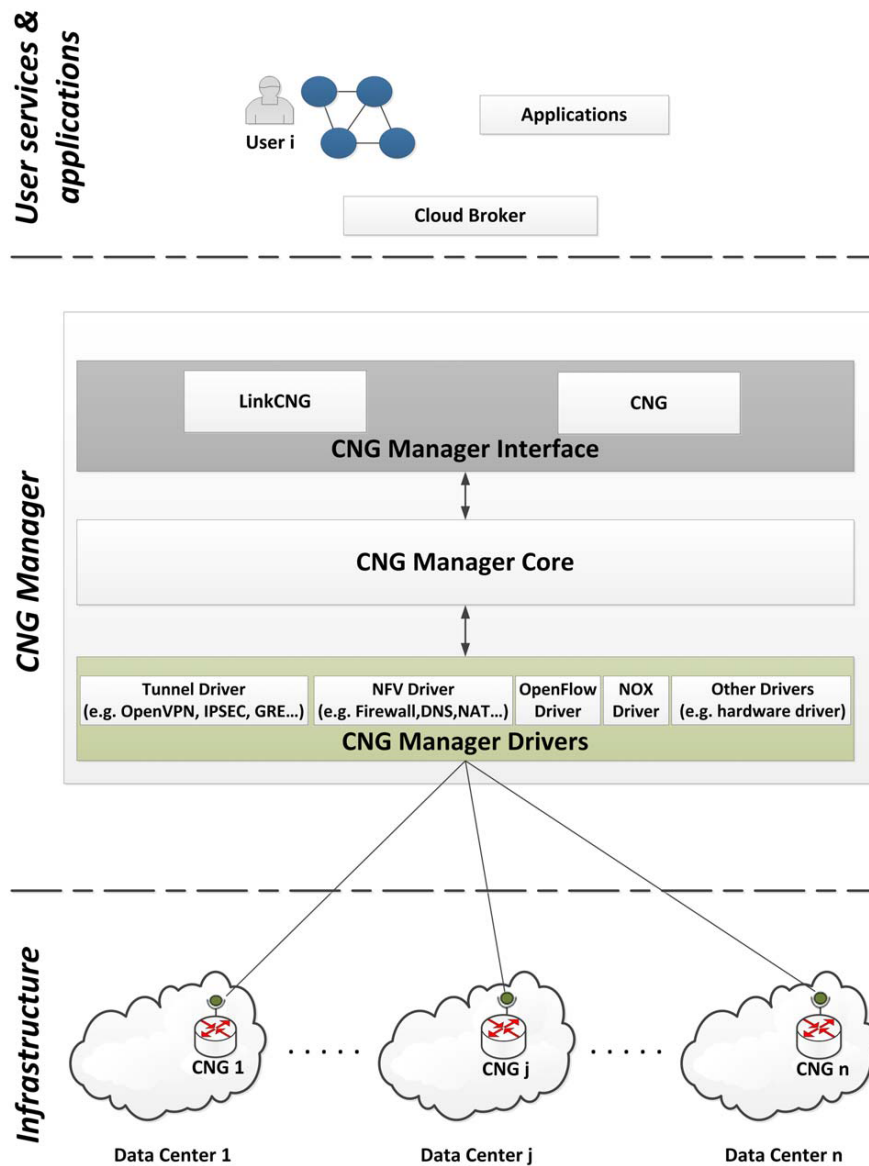 User services &
applications
User i
Applications
Cloud Broker
CNG Manager
LinkCNG
CNG
CNG Manager Interface
CNG Manager Core
Tunnel Driver
(e.g. OpenVPN, IPSEC, GRE...)
NFV Driver
(e.g. Firewall,DNS,NAT...)
OpenFlow
Driver
NOX
Driver
Other Drivers
(e.g. hardware driver)
CNG Manager Drivers
Infrastructure
CNG 1
. . . . .
CNG j
. . . . .
CNG n
Data Center 1
Data Center j
Data Center n